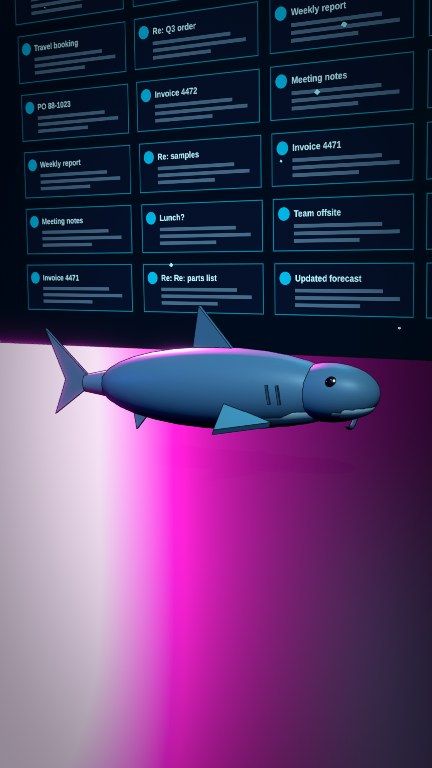 Re: Q3 order
Weekly report
Travel booking
Invoice 4472
Meeting notes
PO 88-1023
Re: samples
Invoice 4471
Weekly report
Lunch?
Team offsite
Meeting notes
Re: Re: parts list
Updated forecast
Invoice 4471